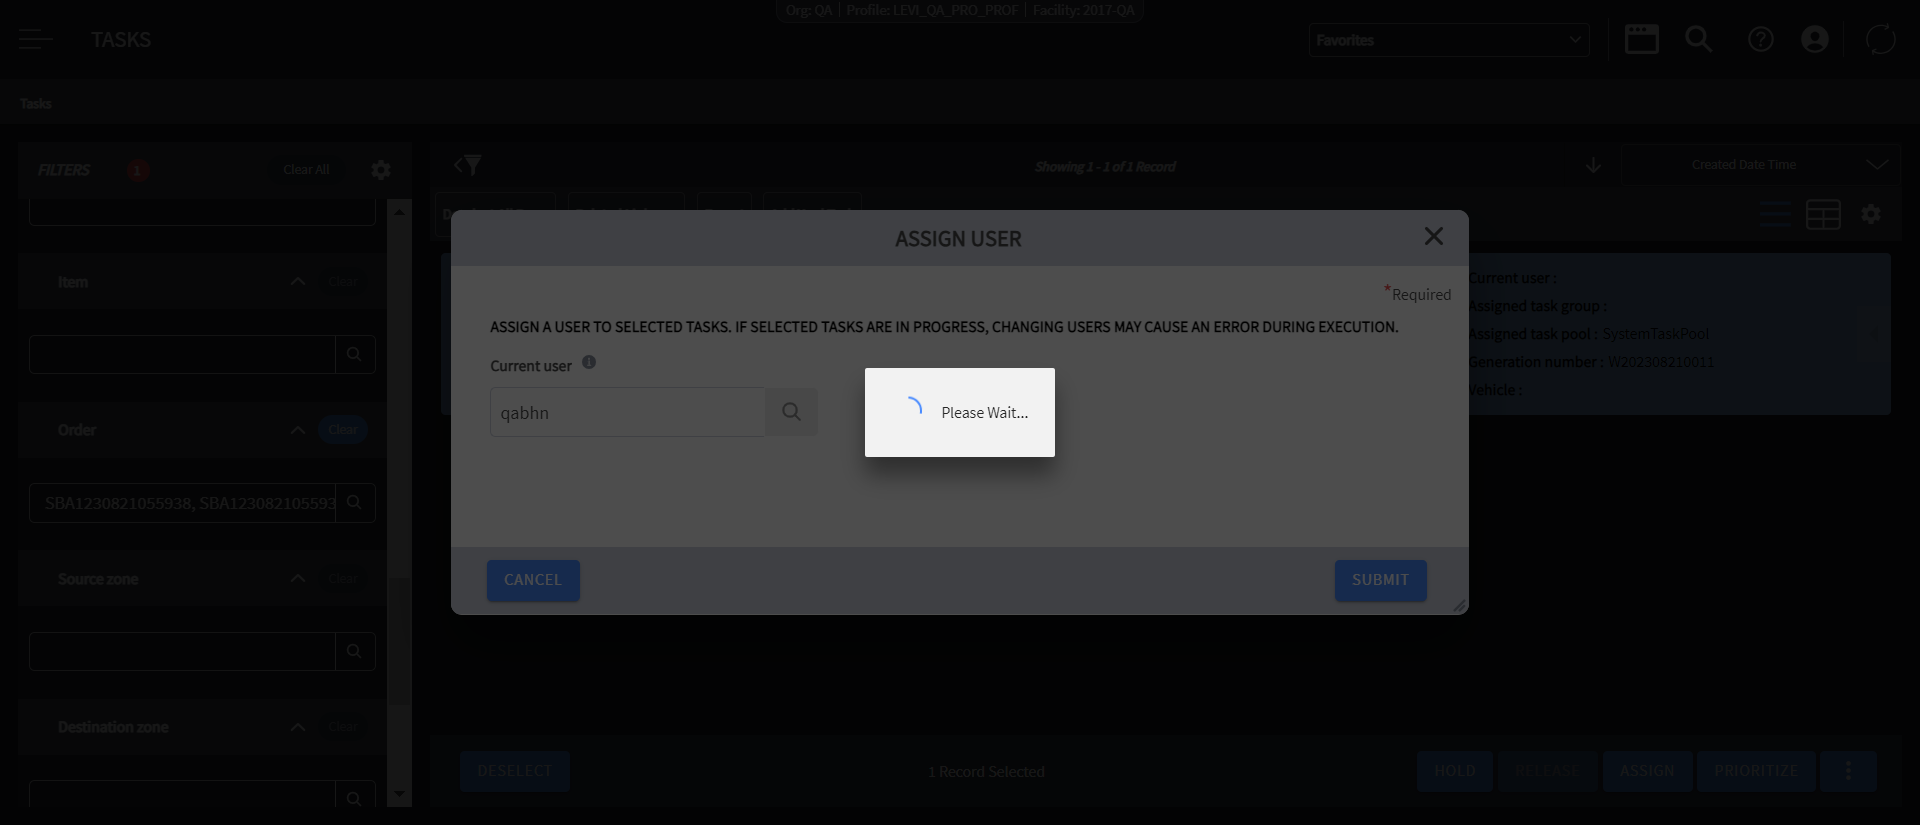 Org: QA | Profile: LEVI_QA_PRO_PROF | Facility: 2017-QA
TASKS
Favorites
Tasks
FILTERS 1 Clear All
Showing 1 - 1 of 1 Record
Created Date Time
Item Clear
Order Clear
SBA1230821055938, SBA123082105593
Source zone Clear
Destination zone Clear
ASSIGN USER
*Required
ASSIGN A USER TO SELECTED TASKS. IF SELECTED TASKS ARE IN PROGRESS, CHANGING USERS MAY CAUSE AN ERROR DURING EXECUTION.
Current user
qabhn
Please Wait...
CANCEL
SUBMIT
Current user :
Assigned task group :
Assigned task pool : SystemTaskPool
Generation number : W202308210011
Vehicle :
DESELECT
1 Record Selected
HOLD
RELEASE
ASSIGN
PRIORITIZE